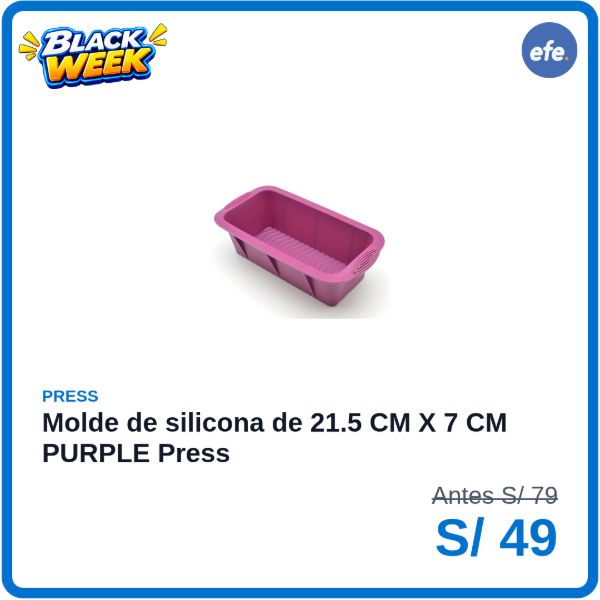 BLACK
WEEK
efe.
PRESS
Molde de silicona de 21.5 CM X 7 CM
PURPLE Press
Antes S/ 79
S/ 49